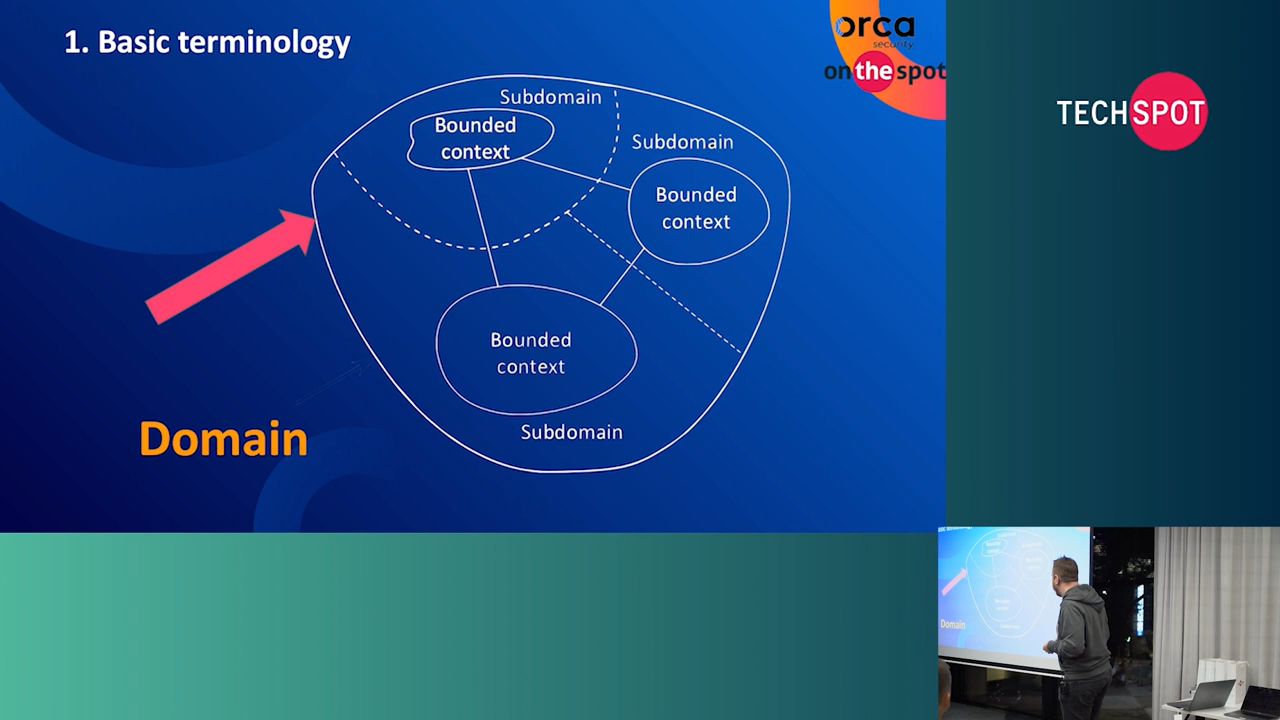 1. Basic terminology
orca
security
on the spot
TECHSPOT
Subdomain
Bounded
context
Subdomain
Bounded
context
Bounded
context
Subdomain
Domain
Domain